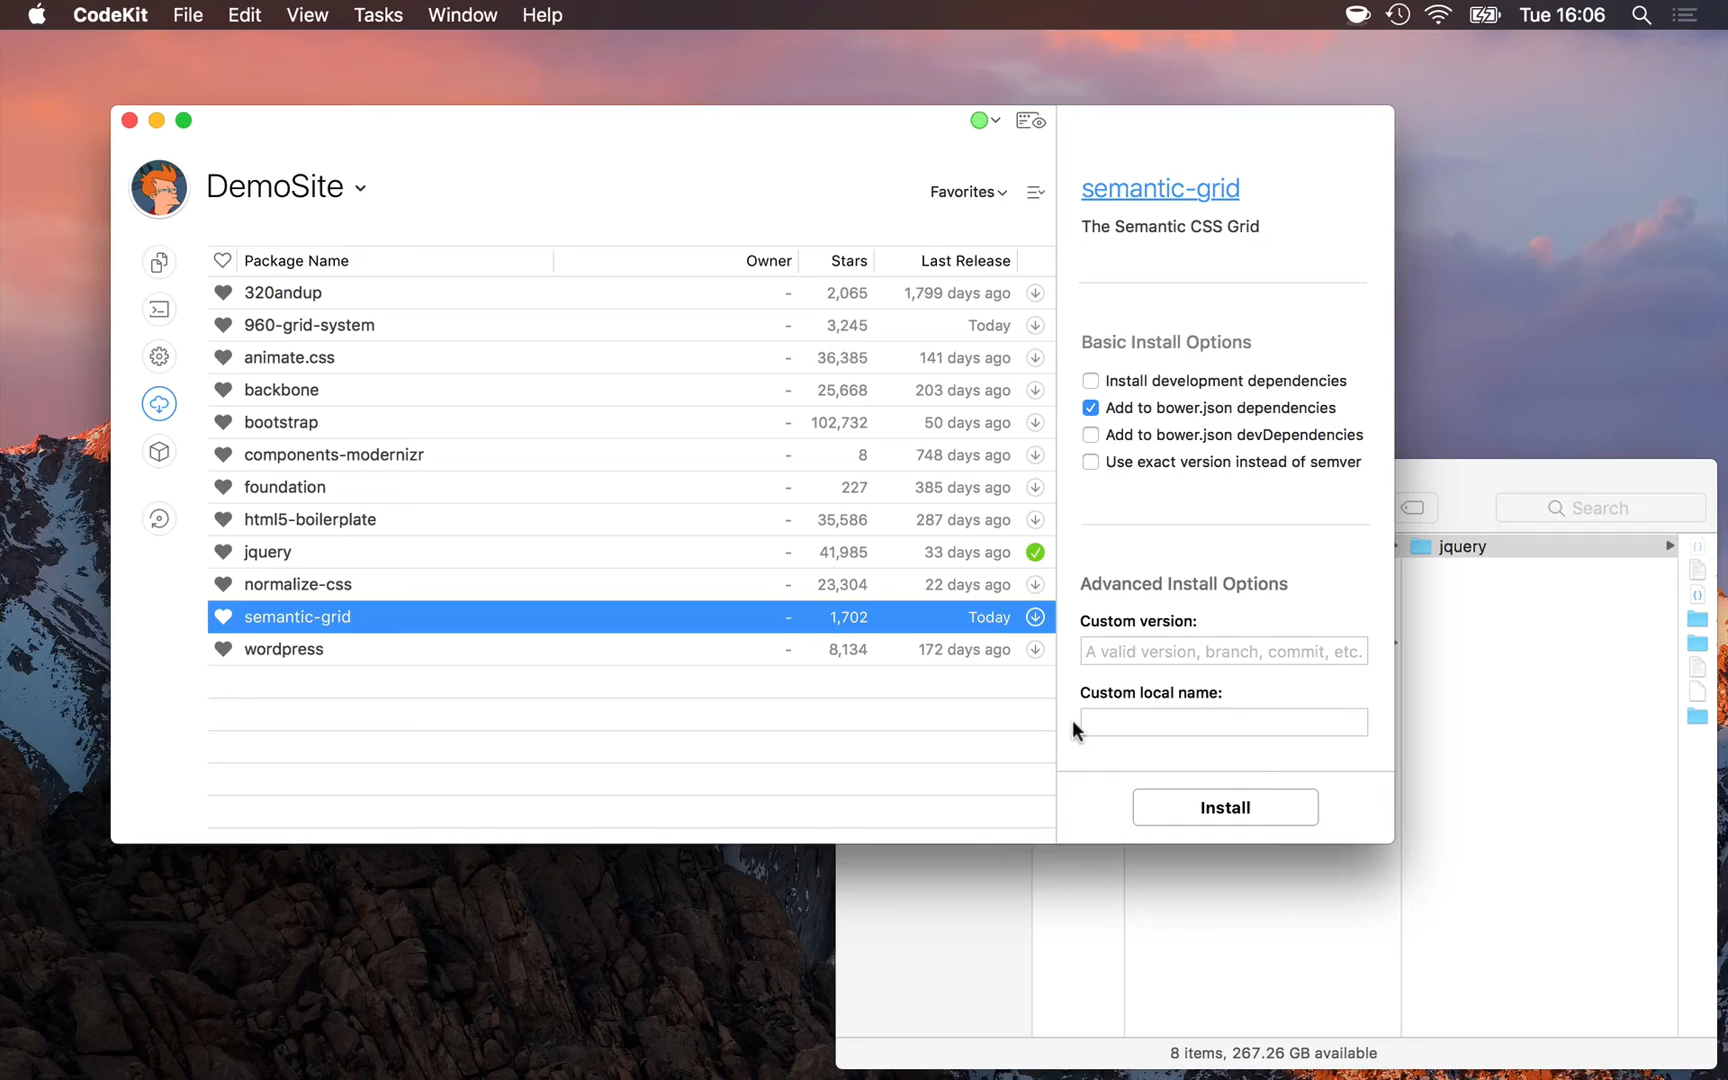 CodeKit File Edit View Tasks Window Help Tue 16:06
DemoSite
Favorites
Package Name Owner Stars Last Release
320andup - 2,065 1,799 days ago
960-grid-system - 3,245 Today
animate.css - 36,385 141 days ago
backbone - 25,668 203 days ago
bootstrap - 102,732 50 days ago
components-modernizr - 8 748 days ago
foundation - 227 385 days ago
html5-boilerplate - 35,586 287 days ago
jquery - 41,985 33 days ago
normalize-css - 23,304 22 days ago
semantic-grid - 1,702 Today
wordpress - 8,134 172 days ago
semantic-grid
The Semantic CSS Grid
Basic Install Options
Install development dependencies
Add to bower.json dependencies
Add to bower.json devDependencies
Use exact version instead of semver
Advanced Install Options
Custom version:
A valid version, branch, commit, etc.
Custom local name:
Install
Search
jquery
8 items, 267.26 GB available